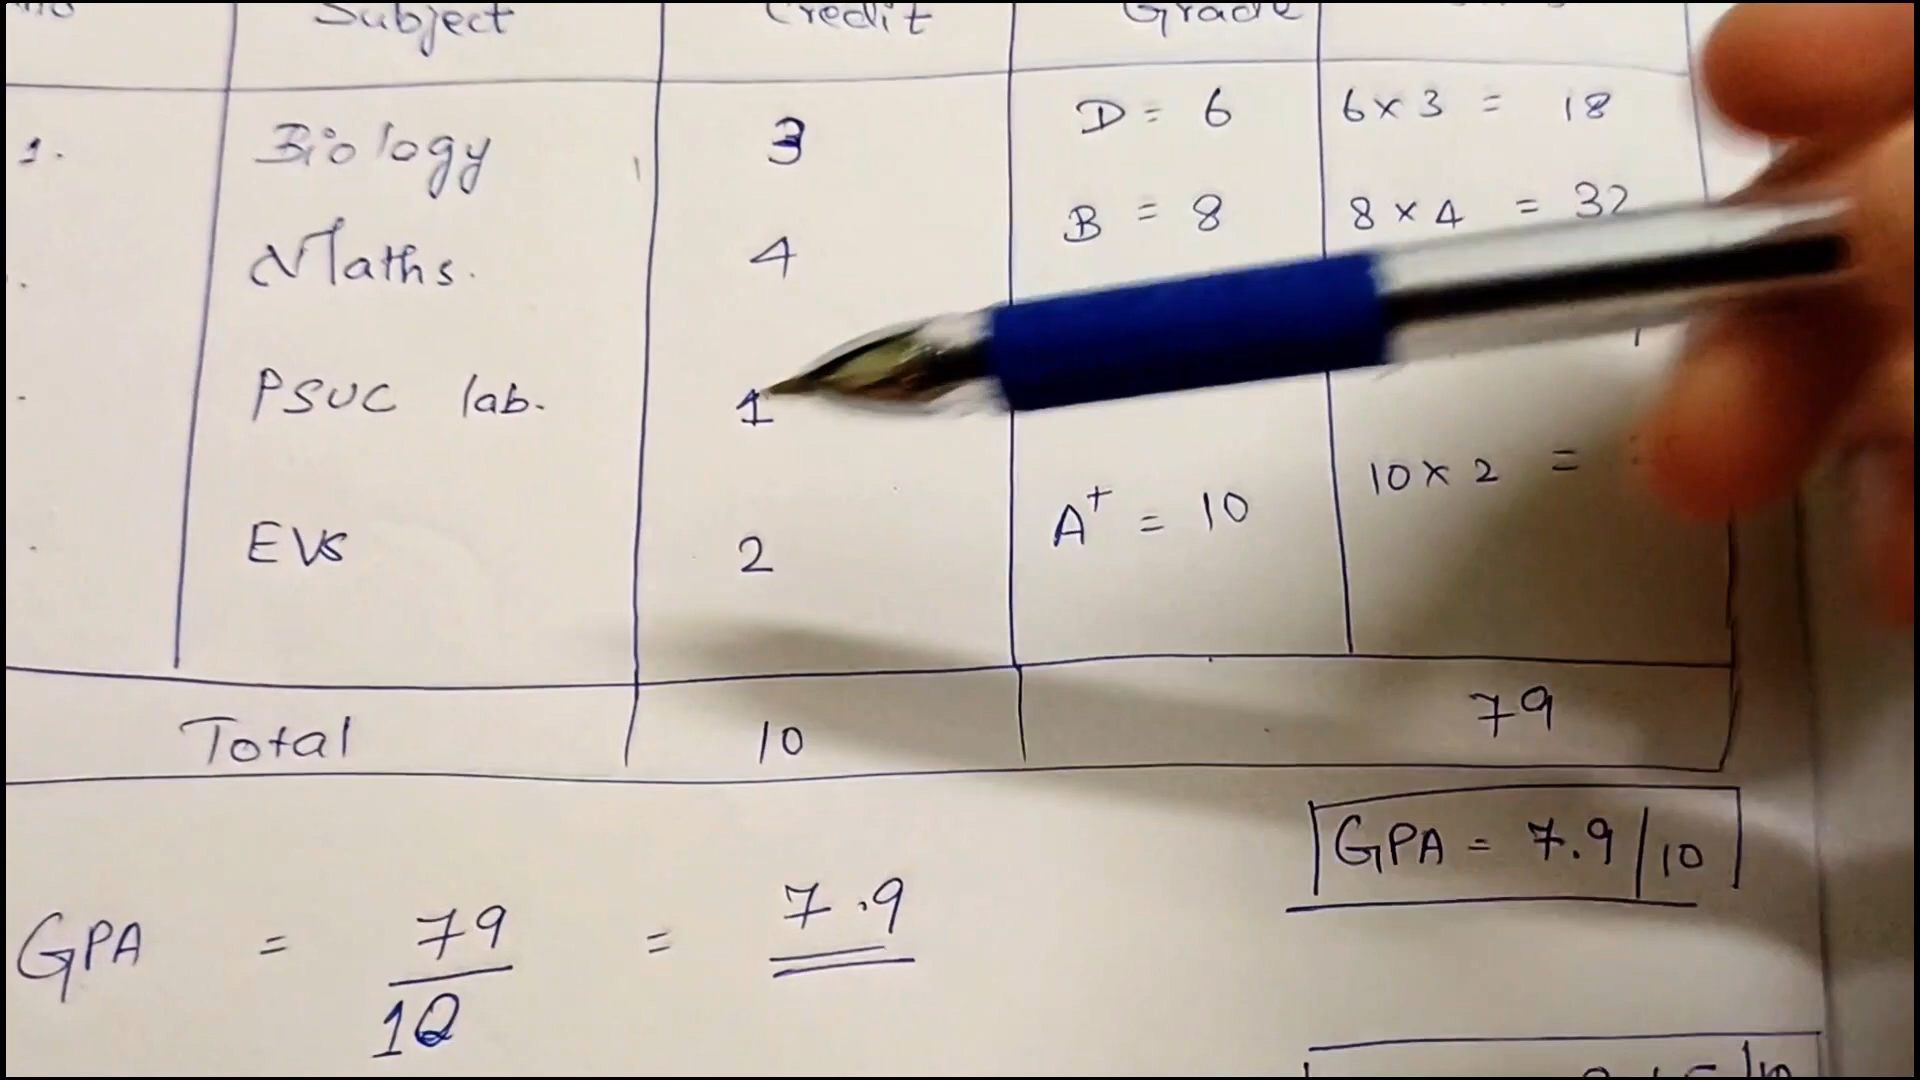 Subject Credit Grade
1. Biology 3 D = 6 6 x 3 = 18
Maths. 4 B = 8 8 x 4 = 32
PSUC lab. 1
EVS 2 A+ = 10 10 x 2 =
Total 10 79
GPA = 7.9/10
GPA = 79/10 = 7.9